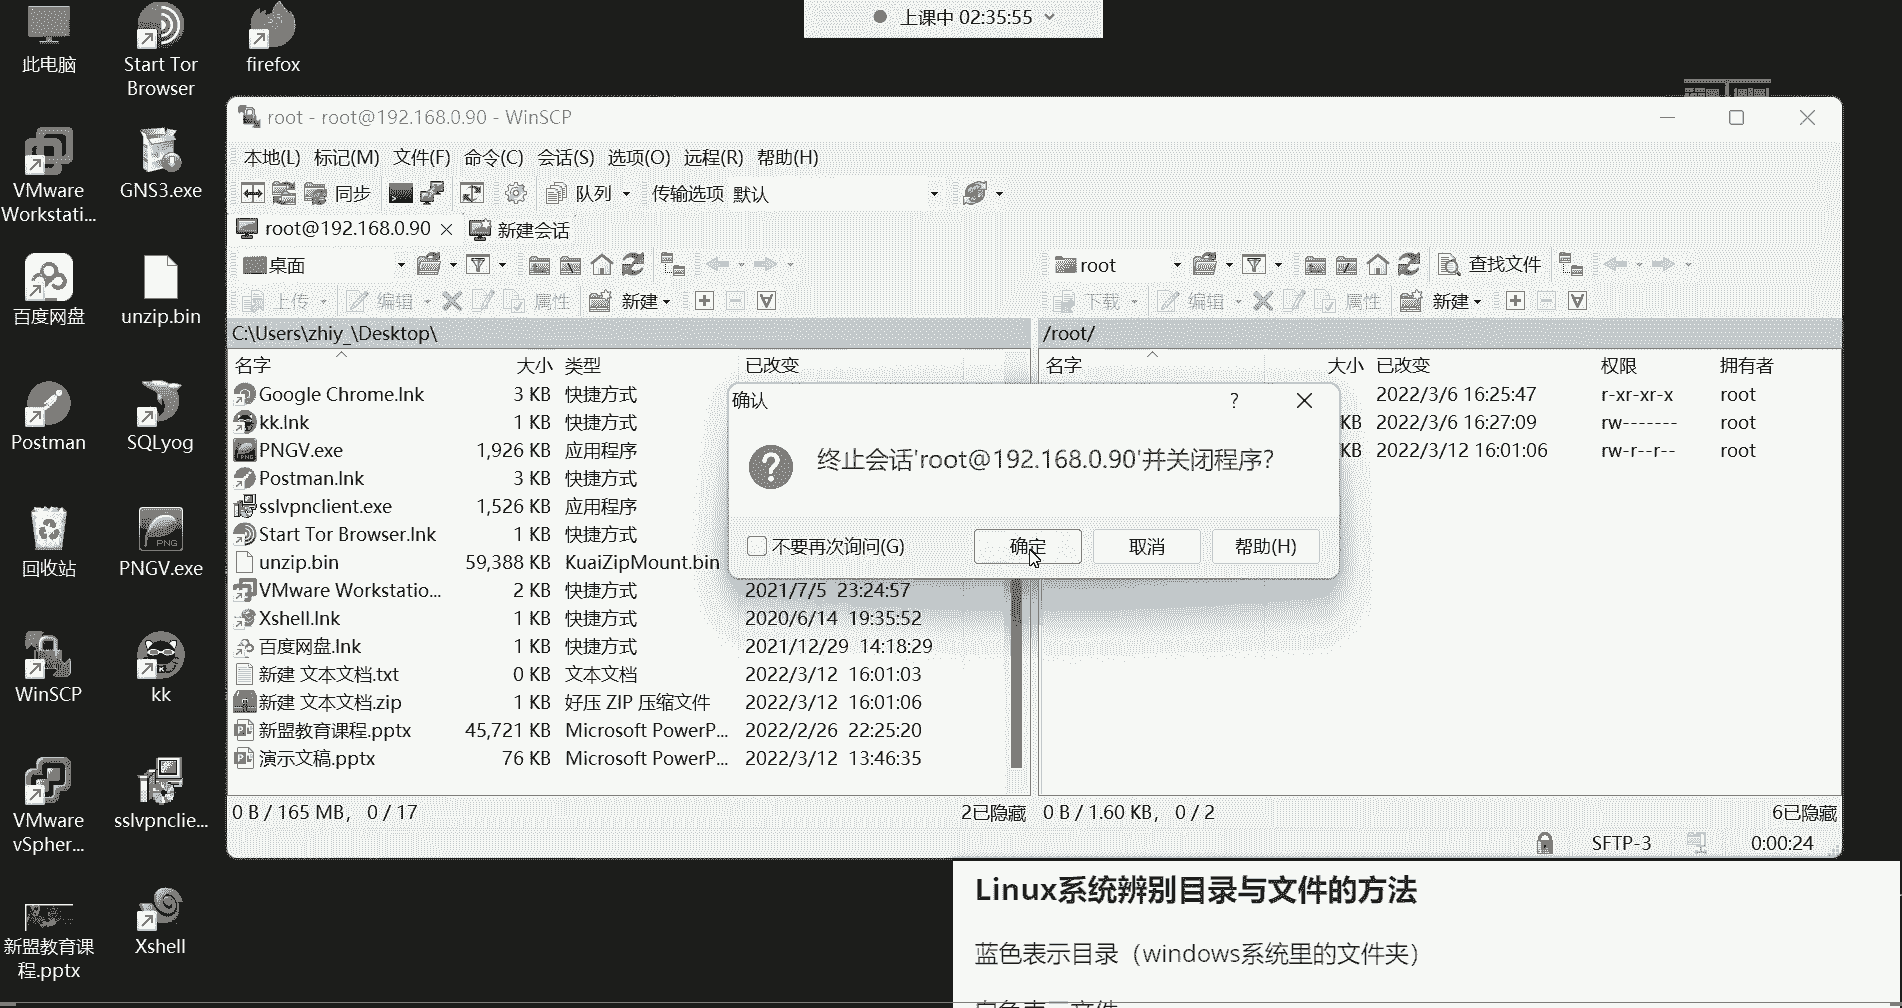 上课中 02:35:55
此电脑
Start Tor Browser
firefox
VMware Workstati...
GNS3.exe
百度网盘
unzip.bin
Postman
SQLyog
回收站
PNGV.exe
WinSCP
kk
VMware vSpher...
sslvpnclie...
新盟教育课程.pptx
Xshell
root - root@192.168.0.90 - WinSCP
本地(L) 标记(M) 文件(F) 命令(C) 会话(S) 选项(O) 远程(R) 帮助(H)
同步 队列 传输选项 默认
root@192.168.0.90 新建会话
桌面 root 查找文件
上传 编辑 属性 新建 下载 编辑 属性 新建
C:\Users\zhiy_\Desktop\ /root/
名字 大小 类型 已改变
Google Chrome.lnk 3 KB 快捷方式
kk.lnk 1 KB 快捷方式
PNGV.exe 1,926 KB 应用程序
Postman.lnk 3 KB 快捷方式
sslvpnclient.exe 1,526 KB 应用程序
Start Tor Browser.lnk 1 KB 快捷方式
unzip.bin 59,388 KB KuaiZipMount.bin
VMware Workstatio... 2 KB 快捷方式 2021/7/5 23:24:57
Xshell.lnk 1 KB 快捷方式 2020/6/14 19:35:52
百度网盘.lnk 1 KB 快捷方式 2021/12/29 14:18:29
新建 文本文档.txt 0 KB 文本文档 2022/3/12 16:01:03
新建 文本文档.zip 1 KB 好压 ZIP 压缩文件 2022/3/12 16:01:06
新盟教育课程.pptx 45,721 KB Microsoft PowerP... 2022/2/26 22:25:20
演示文稿.pptx 76 KB Microsoft PowerP... 2022/3/12 13:46:35
名字 大小 已改变 权限 拥有者
2022/3/6 16:25:47 r-xr-xr-x root
KB 2022/3/6 16:27:09 rw------- root
KB 2022/3/12 16:01:06 rw-r--r-- root
确认 ?
终止会话'root@192.168.0.90'并关闭程序?
不要再次询问(G) 确定 取消 帮助(H)
0 B / 165 MB, 0 / 17 2已隐藏
0 B / 1.60 KB, 0 / 2 6已隐藏
SFTP-3 0:00:24
Linux系统辨别目录与文件的方法
蓝色表示目录（windows系统里的文件夹）